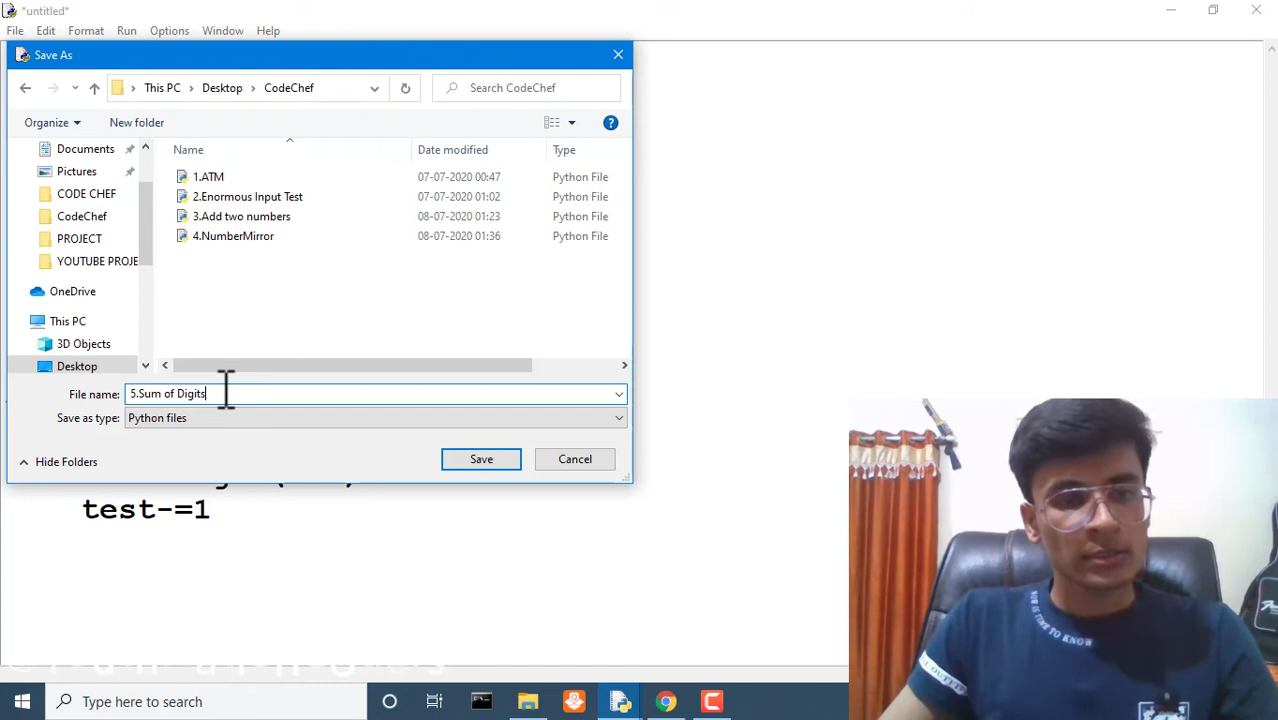 *untitled*
File Edit Format Run Options Window Help
Save As
This PC Desktop CodeChef Search CodeChef
Organize New folder
Name Date modified Type
Documents
Pictures
CODE CHEF
CodeChef
PROJECT
YOUTUBE PROJE
OneDrive
This PC
3D Objects
Desktop
1.ATM 07-07-2020 00:47 Python File
2.Enormous Input Test 07-07-2020 01:02 Python File
3.Add two numbers 08-07-2020 01:23 Python File
4.NumberMirror 08-07-2020 01:36 Python File
File name: 5.Sum of Digits
Save as type: Python files
Hide Folders Save Cancel
test-=1
TIME TO KNOW
Type here to search